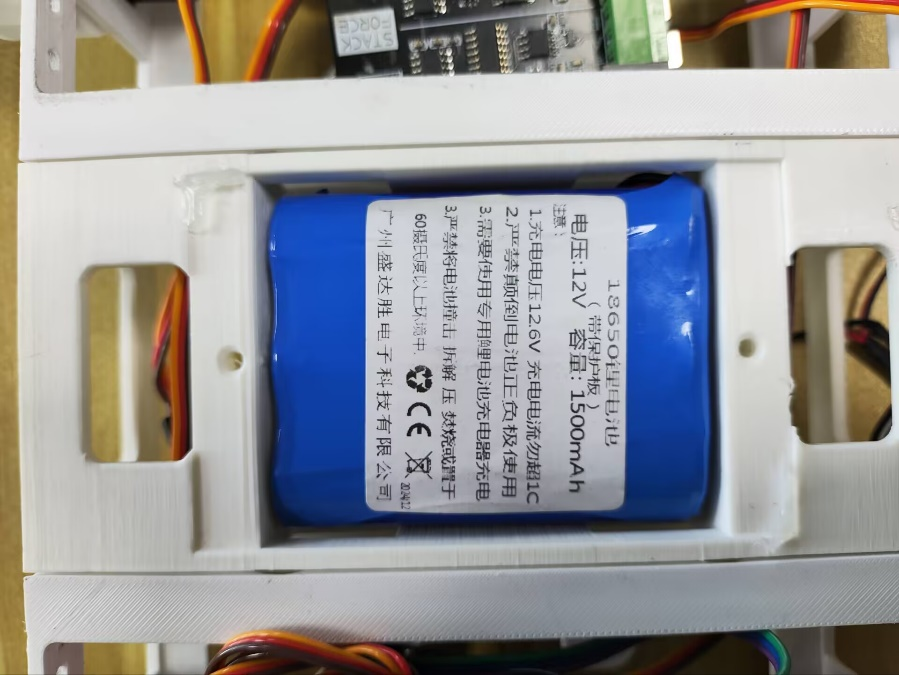 STACK
FORCE
18650锂电池
（带保护板）
电压:12V 容量:1500mAh
注意:
1.充电电压12.6V 充电电流勿超1C
2.严禁颠倒电池正负极使用
3.需要使用专用锂电池充电器充电
3.严禁将电池撞击 拆解 压 焚烧或置于
60摄氏度以上环境中.
CE
2024/12
广州盛达胜电子科技有限公司